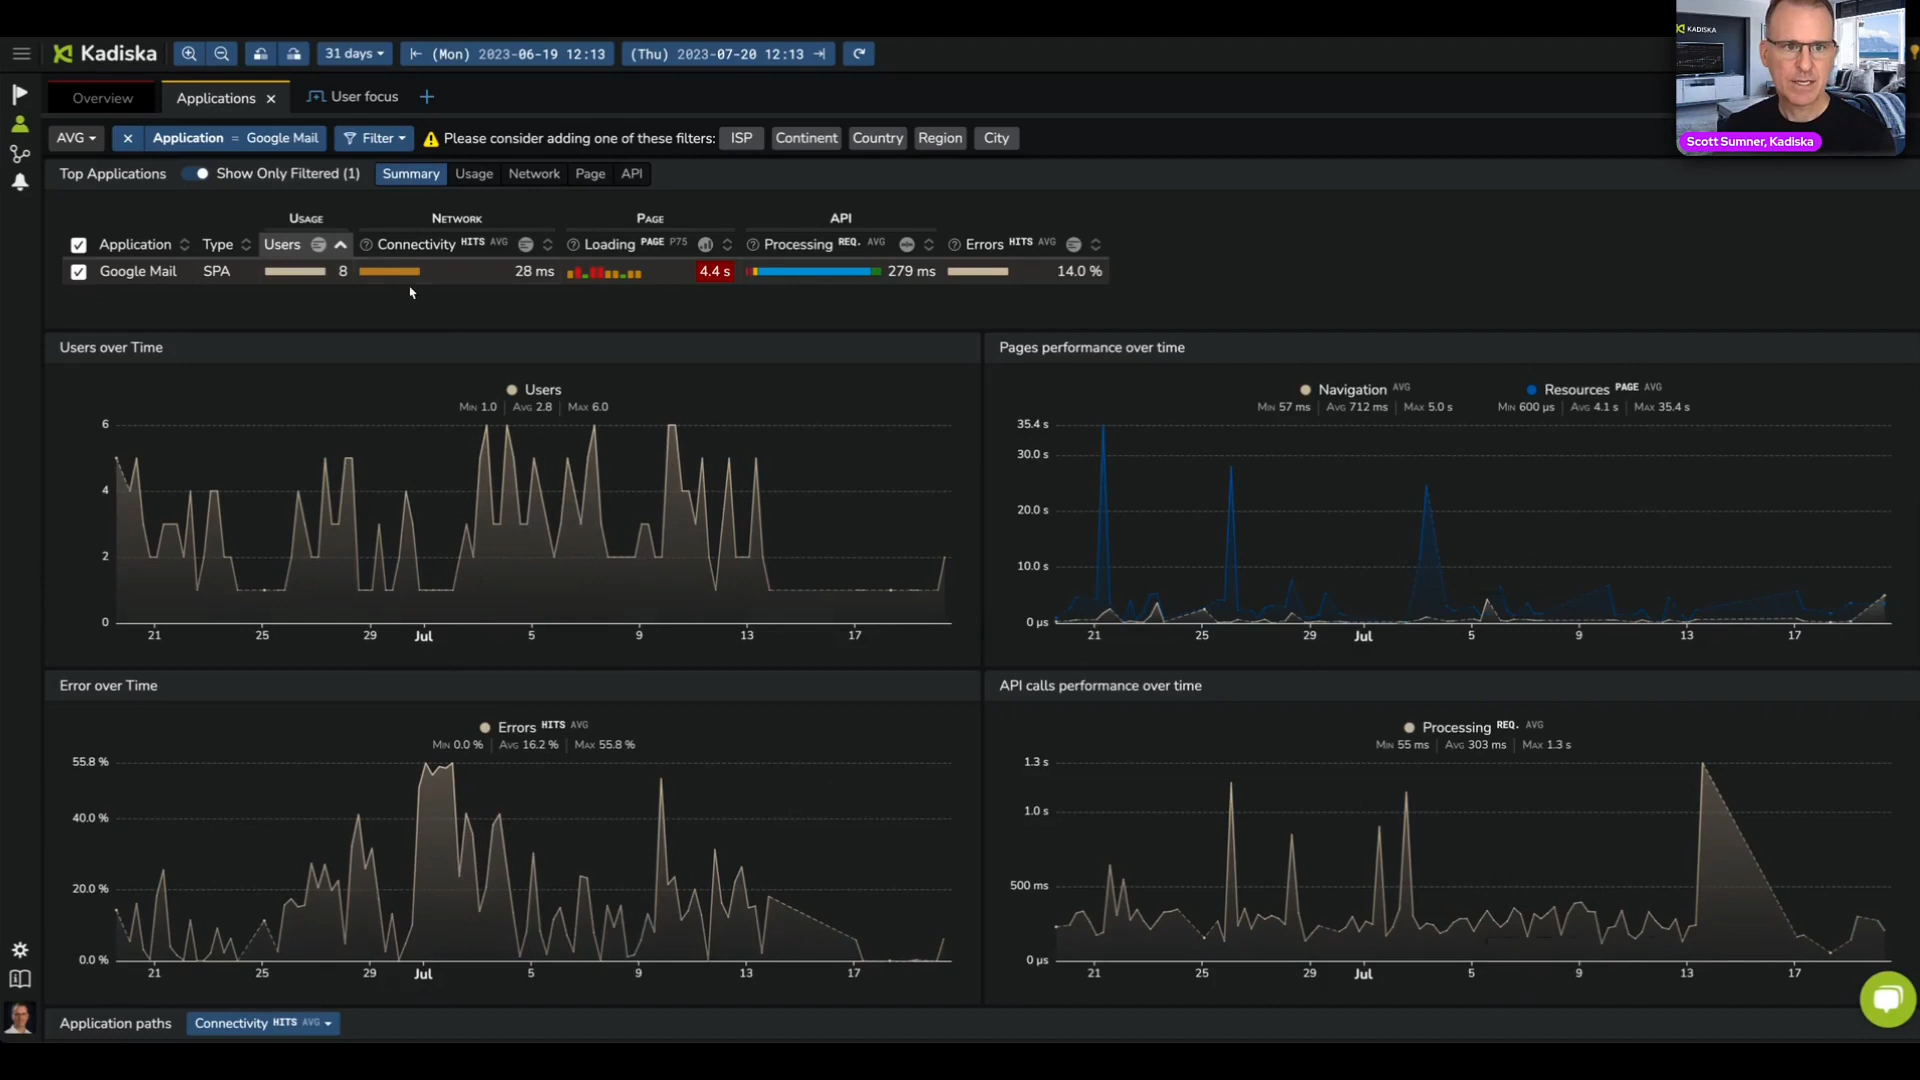 Kadiska 31 days (Mon) 2023-06-19 12:13 (Thu) 2023-07-20 12:13
KADISKA
Overview Applications × User focus +
AVG × Application = Google Mail Filter Please consider adding one of these filters: ISP Continent Country Region City
Scott Sumner, Kadiska
Top Applications Show Only Filtered (1) Summary Usage Network Page API
USAGE NETWORK PAGE API
Application Type Users Connectivity HITS AVG Loading PAGE P75 Processing REQ. AVG Errors HITS AVG
Google Mail SPA 8 28 ms 4.4 s 279 ms 14.0 %
Users over Time
Users
MIN 1.0 | AVG 2.8 | MAX 6.0
6
4
2
0
21 25 29 Jul 5 9 13 17
Pages performance over time
Navigation AVG Resources PAGE AVG
MIN 57 ms | AVG 712 ms | MAX 5.0 s MIN 600 µs | AVG 4.1 s | MAX 35.4 s
35.4 s
30.0 s
20.0 s
10.0 s
0 µs
21 25 29 Jul 5 9 13 17
Error over Time
Errors HITS AVG
MIN 0.0 % | AVG 16.2 % | MAX 55.8 %
55.8 %
40.0 %
20.0 %
0.0 %
21 25 29 Jul 5 9 13 17
API calls performance over time
Processing REQ. AVG
MIN 55 ms | AVG 303 ms | MAX 1.3 s
1.3 s
1.0 s
500 ms
0 µs
21 25 29 Jul 5 9 13 17
Application paths Connectivity HITS AVG